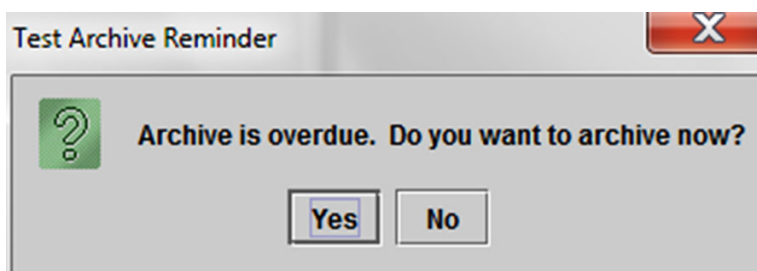 Test Archive Reminder
Archive is overdue.  Do you want to archive now?
Yes No